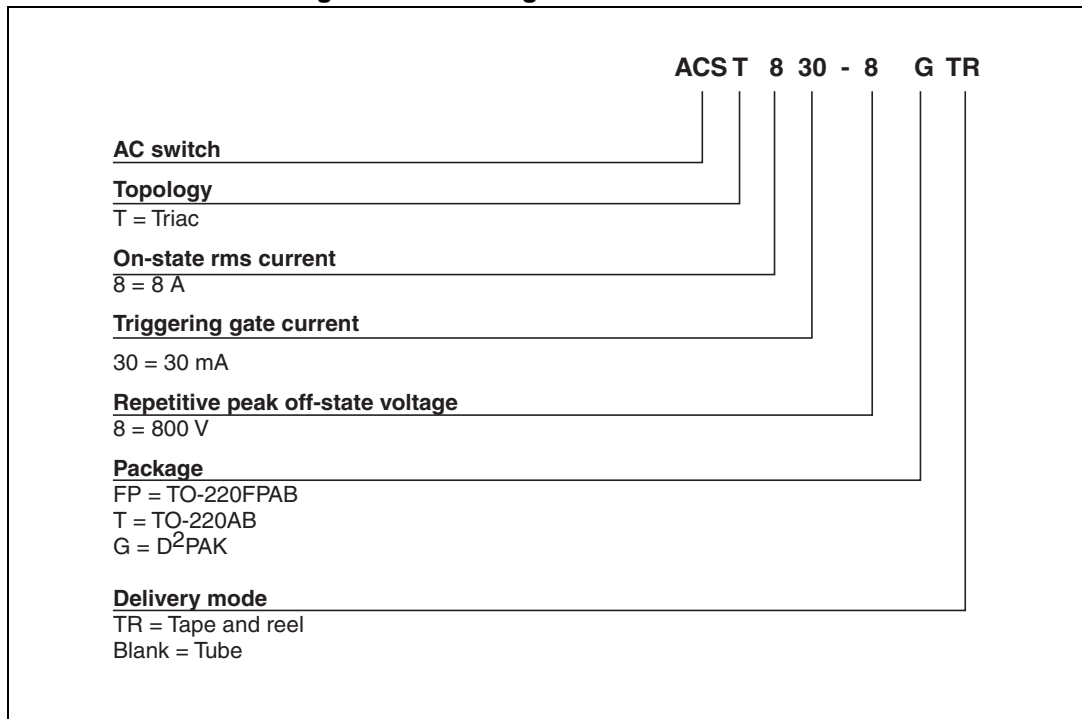 ACS T 8 30 - 8 G TR
AC switch
Topology
T = Triac
On-state rms current
8 = 8 A
Triggering gate current
30 = 30 mA
Repetitive peak off-state voltage
8 = 800 V
Package
FP = TO-220FPAB
T = TO-220AB
G = D2PAK
Delivery mode
TR = Tape and reel
Blank = Tube